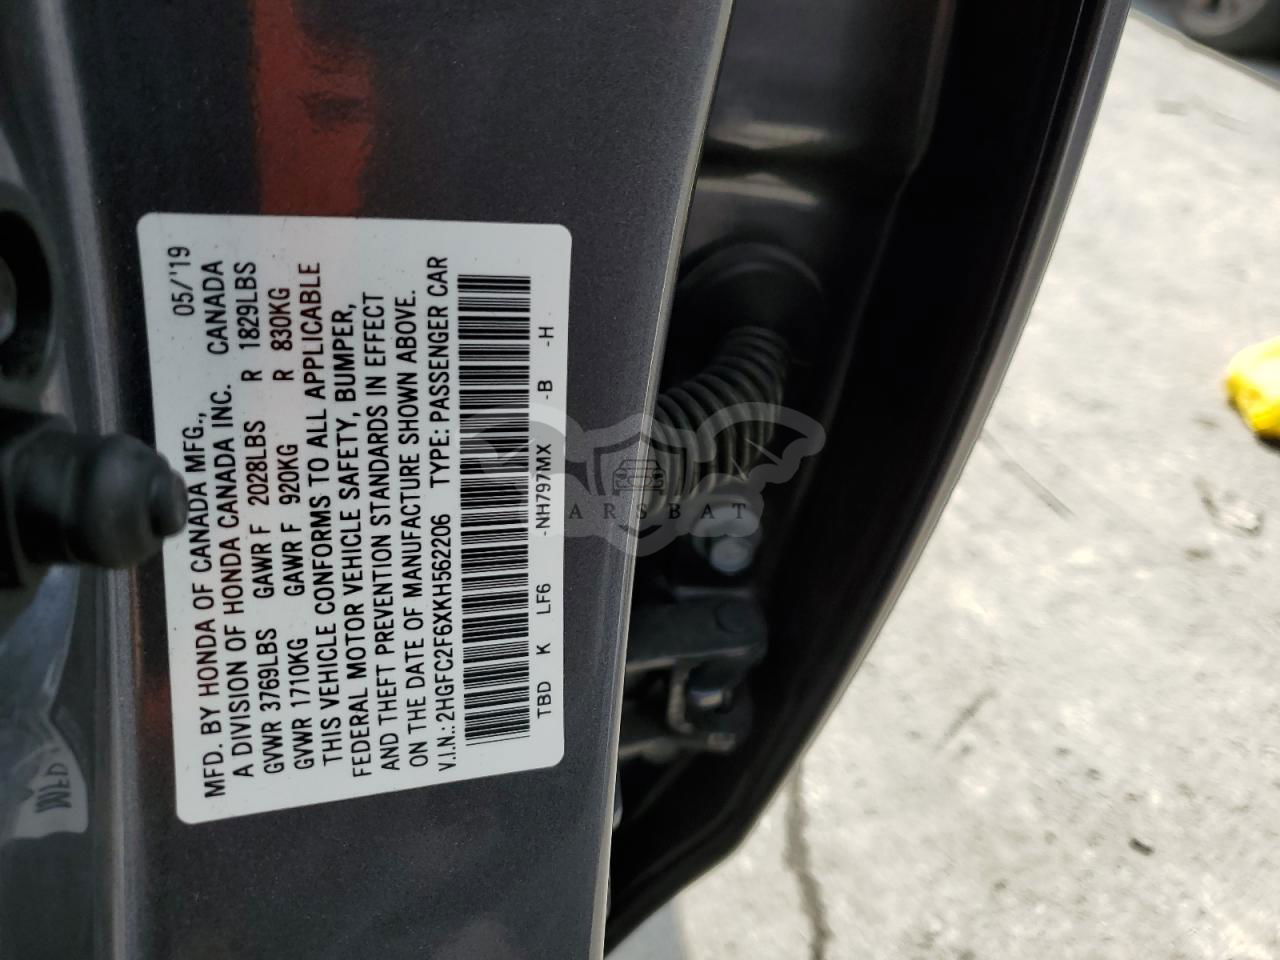 MFD. BY HONDA OF CANADA MFG., 05/'19
A DIVISION OF HONDA CANADA INC. CANADA
GVWR 3769LBS GAWR F 2028LBS R 1829LBS
GVWR 1710KG GAWR F 920KG R 830KG
THIS VEHICLE CONFORMS TO ALL APPLICABLE
FEDERAL MOTOR VEHICLE SAFETY, BUMPER,
AND THEFT PREVENTION STANDARDS IN EFFECT
ON THE DATE OF MANUFACTURE SHOWN ABOVE.
V.I.N.: 2HGFC2F6XKH562206 TYPE: PASSENGER CAR
TBD K LF6 -NH797MX -B -H
CARSBAT